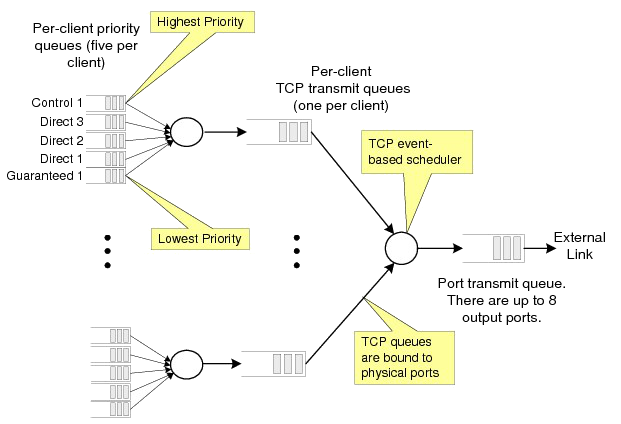 Highest Priority
Per-client priority
queues (five per
client)
Per-client
TCP transmit queues
(one per client)
Control 1
Direct 3
Direct 2
Direct 1
Guaranteed 1
TCP event-
based scheduler
Lowest Priority
External
Link
Port transmit queue.
There are up to 8
output ports.
TCP queues
are bound to
physical ports